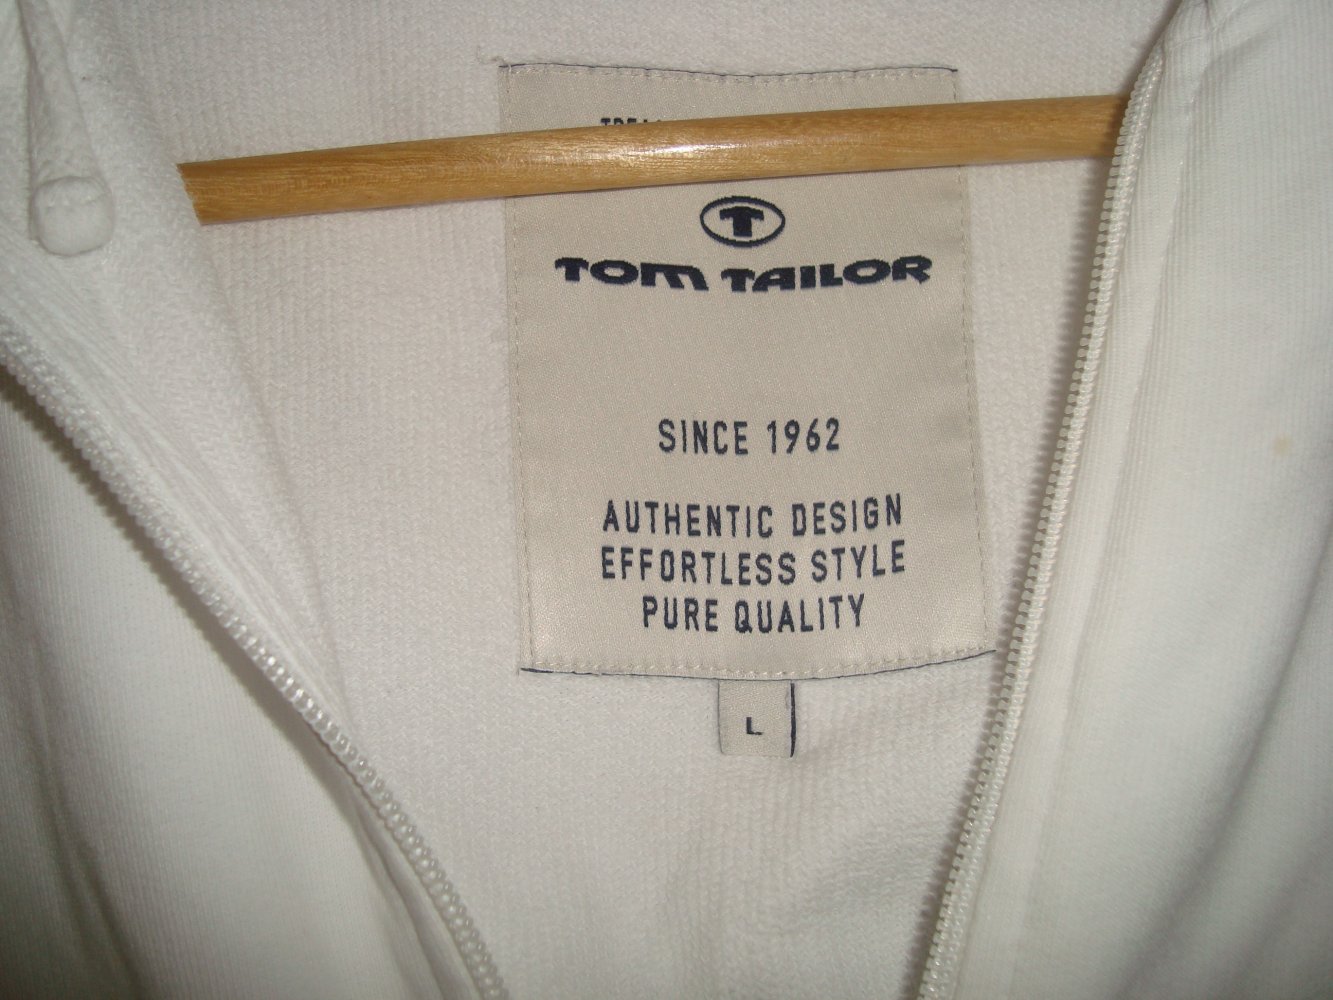 T
TOM TAILOR
SINCE 1962
AUTHENTIC DESIGN
EFFORTLESS STYLE
PURE QUALITY
L